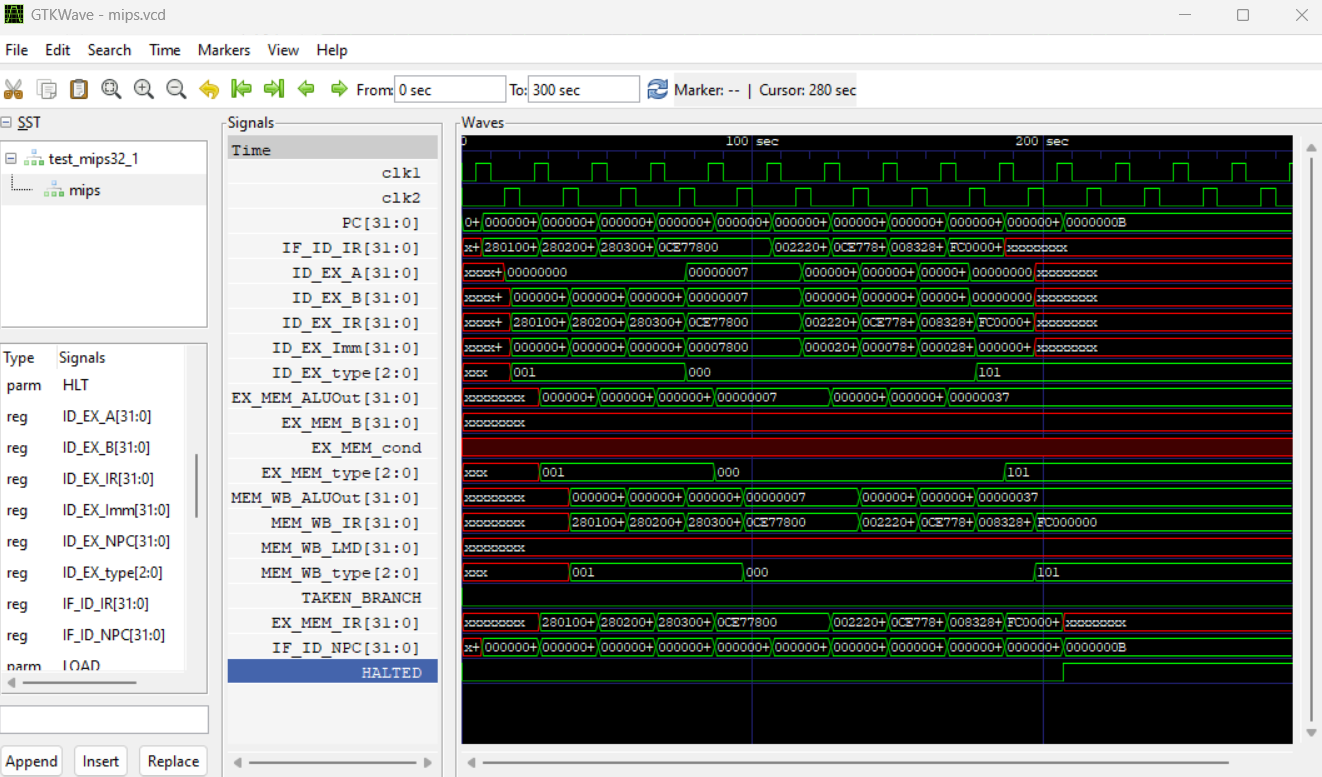 GTKWave - mips.vcd
File Edit Search Time Markers View Help
From: 0 sec To: 300 sec Marker: -- | Cursor: 280 sec
SST
test_mips32_1
mips
Type Signals
parm HLT
reg ID_EX_A[31:0]
reg ID_EX_B[31:0]
reg ID_EX_IR[31:0]
reg ID_EX_Imm[31:0]
reg ID_EX_NPC[31:0]
reg ID_EX_type[2:0]
reg IF_ID_IR[31:0]
reg IF_ID_NPC[31:0]
parm LOAD
Append Insert Replace
Signals
Waves
Time 0 100 sec 200 sec
clk1
clk2
PC[31:0] 0+ 000000+ 000000+ 000000+ 000000+ 000000+ 000000+ 000000+ 000000+ 000000+ 000000+ 0000000B
IF_ID_IR[31:0] x+ 280100+ 280200+ 280300+ 0CE77800 002220+ 0CE778+ 008328+ FC0000+ xxxxxxxx
ID_EX_A[31:0] xxxx+ 00000000 00000007 000000+ 000000+ 00000+ 00000000 xxxxxxxx
ID_EX_B[31:0] xxxx+ 000000+ 000000+ 000000+ 00000007 000000+ 000000+ 00000+ 00000000 xxxxxxxx
ID_EX_IR[31:0] xxxx+ 280100+ 280200+ 280300+ 0CE77800 002220+ 0CE778+ 008328+ FC0000+ xxxxxxxx
ID_EX_Imm[31:0] xxxx+ 000000+ 000000+ 000000+ 00007800 000020+ 000078+ 000028+ 000000+ xxxxxxxx
ID_EX_type[2:0] xxx 001 000 101
EX_MEM_ALUOut[31:0] xxxxxxxx 000000+ 000000+ 000000+ 00000007 000000+ 000000+ 00000037
EX_MEM_B[31:0] xxxxxxxx
EX_MEM_cond
EX_MEM_type[2:0] xxx 001 000 101
MEM_WB_ALUOut[31:0] xxxxxxxx 000000+ 000000+ 000000+ 00000007 000000+ 000000+ 00000037
MEM_WB_IR[31:0] xxxxxxxx 280100+ 280200+ 280300+ 0CE77800 002220+ 0CE778+ 008328+ FC000000
MEM_WB_LMD[31:0] xxxxxxxx
MEM_WB_type[2:0] xxx 001 000 101
TAKEN_BRANCH
EX_MEM_IR[31:0] xxxxxxxx 280100+ 280200+ 280300+ 0CE77800 002220+ 0CE778+ 008328+ FC0000+ xxxxxxxx
IF_ID_NPC[31:0] x+ 000000+ 000000+ 000000+ 000000+ 000000+ 000000+ 000000+ 000000+ 000000+ 000000+ 0000000B
HALTED